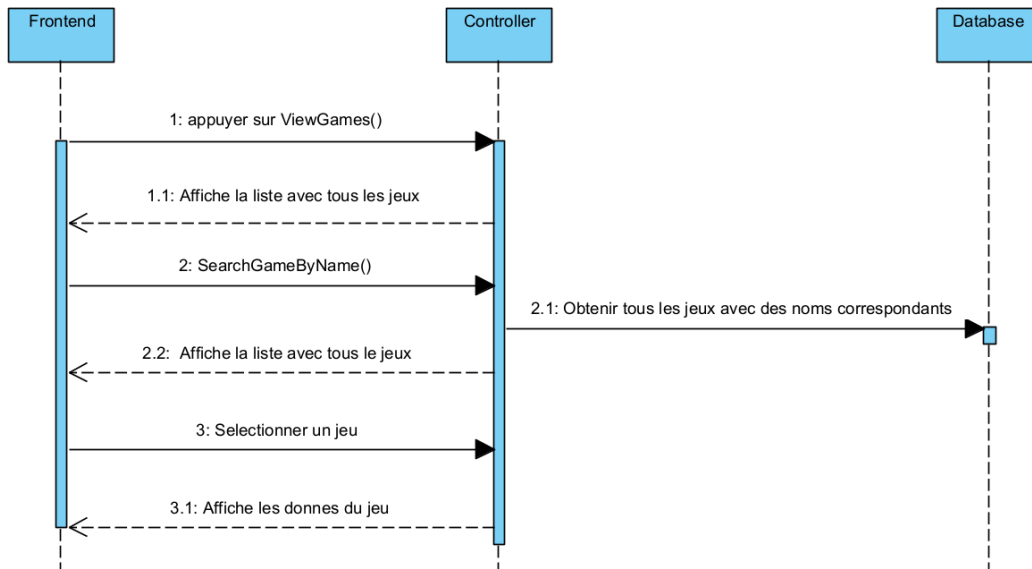 Frontend
Controller
Database
1: appuyer sur ViewGames()
1.1: Affiche la liste avec tous les jeux
2: SearchGameByName()
2.1: Obtenir tous les jeux avec des noms correspondants
2.2: Affiche la liste avec tous le jeux
3: Selectionner un jeu
3.1: Affiche les donnes du jeu